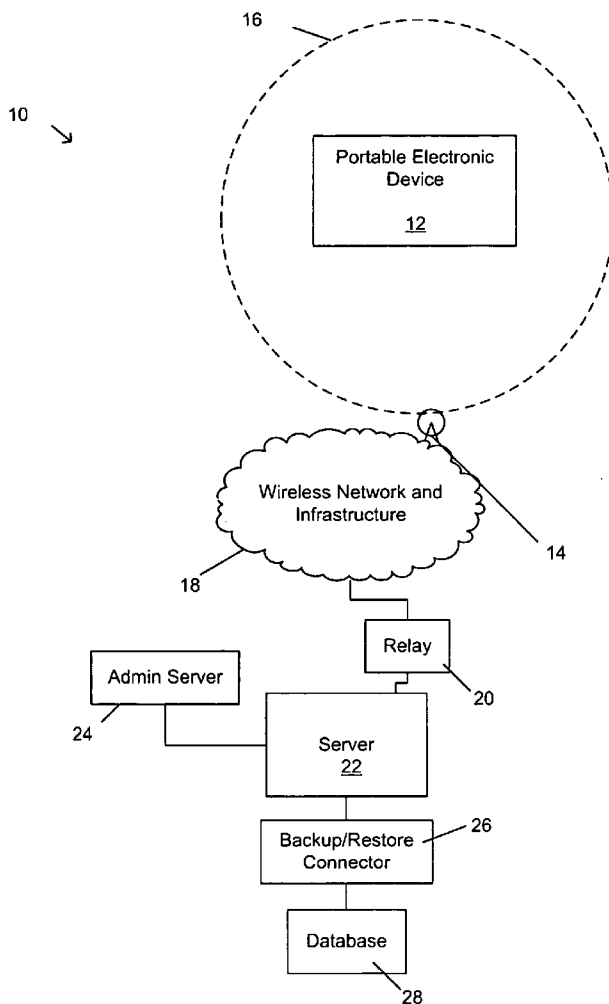 16
10
Portable Electronic
Device
12
Wireless Network and
Infrastructure
14
18
Relay
20
Admin Server
24
Server
22
26
Backup/Restore
Connector
Database
28